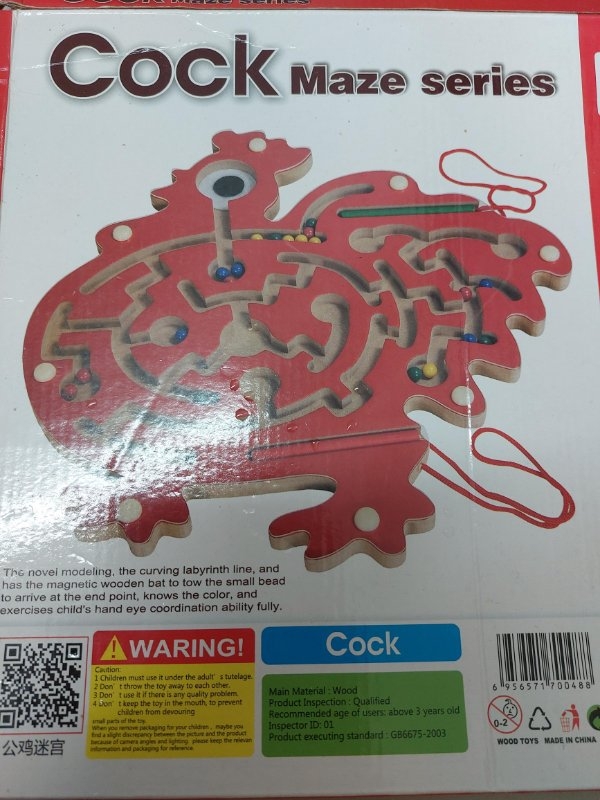 Cock Maze series
The novel modeling, the curving labyrinth line, and
has the magnetic wooden bat to tow the small bead
to arrive at the end point, knows the color, and
exercises child's hand eye coordination ability fully.
公鸡迷宫
WARING!
Caution:
1 Children must use it under the adult's tutelage.
2 Don't throw the toy away to each other.
3 Don't use it if there is any quality problem.
4 Don't keep the toy in the mouth, to prevent
children from devouring
small parts of the toy.
When you remove packaging for your children, maybe you
find a slight discrepancy between the picture and the product
because of camera angles and lighting. please keep the relevan
information and packaging for reference.
Cock
Main Material : Wood
Product Inspection : Qualified
Recommended age of users: above 3 years old
Inspector ID: 01
Product executing standard : GB6675-2003
6 956571 700488
0-2
WOOD TOYS MADE IN CHINA